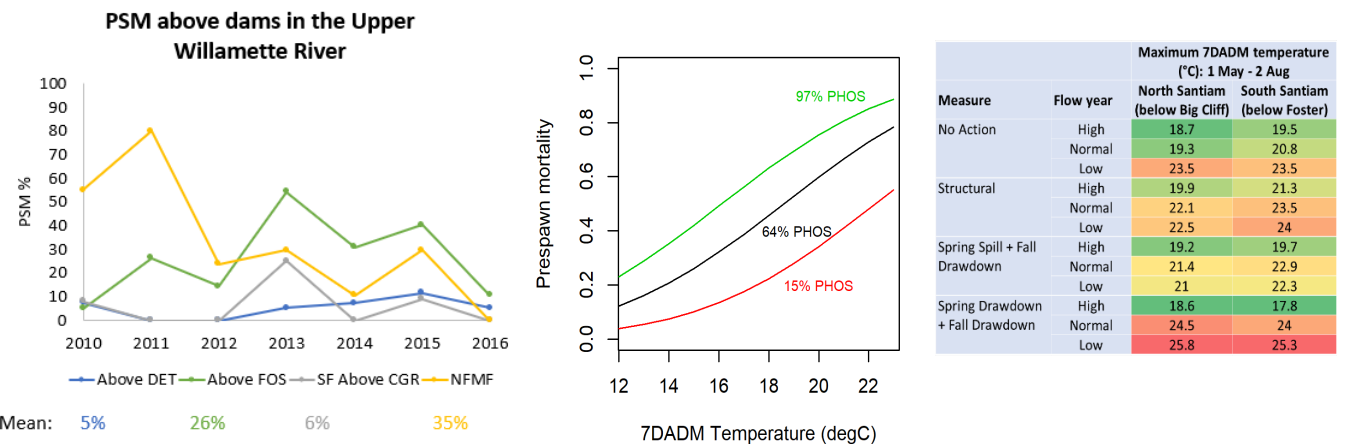 PSM above dams in the Upper
Willamette River
PSM %
100
90
80
70
60
50
40
30
20
10
0
2010 2011 2012 2013 2014 2015 2016
Above DET Above FOS SF Above CGR NFMF
Mean: 5% 26% 6% 35%
Prespawn mortality
1.0
0.8
0.6
0.4
0.2
0.0
97% PHOS
64% PHOS
15% PHOS
12 14 16 18 20 22
7DADM Temperature (degC)
Maximum 7DADM temperature
(°C): 1 May - 2 Aug
Measure Flow year North Santiam (below Big Cliff) South Santiam (below Foster)
No Action High 18.7 19.5
Normal 19.3 20.8
Low 23.5 23.5
Structural High 19.9 21.3
Normal 22.1 23.5
Low 22.5 24
Spring Spill + Fall High 19.2 19.7
Drawdown Normal 21.4 22.9
Low 21 22.3
Spring Drawdown High 18.6 17.8
+ Fall Drawdown Normal 24.5 24
Low 25.8 25.3